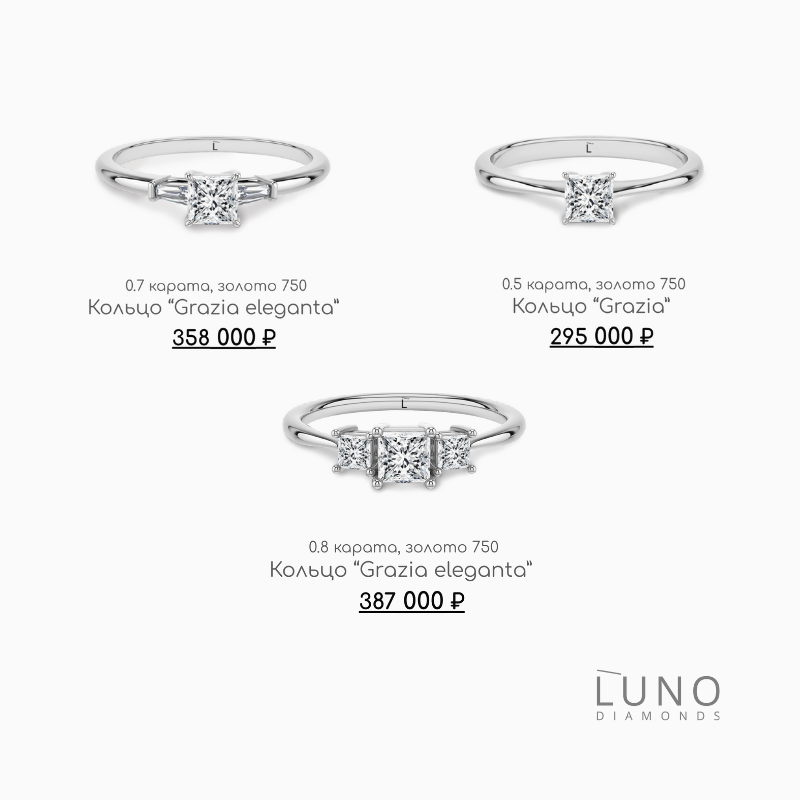 0.7 карата, золото 750
Кольцо “Grazia eleganta”
358 000 ₽
0.5 карата, золото 750
Кольцо “Grazia”
295 000 ₽
0.8 карата, золото 750
Кольцо “Grazia eleganta”
387 000 ₽
LUNO
DIAMONDS